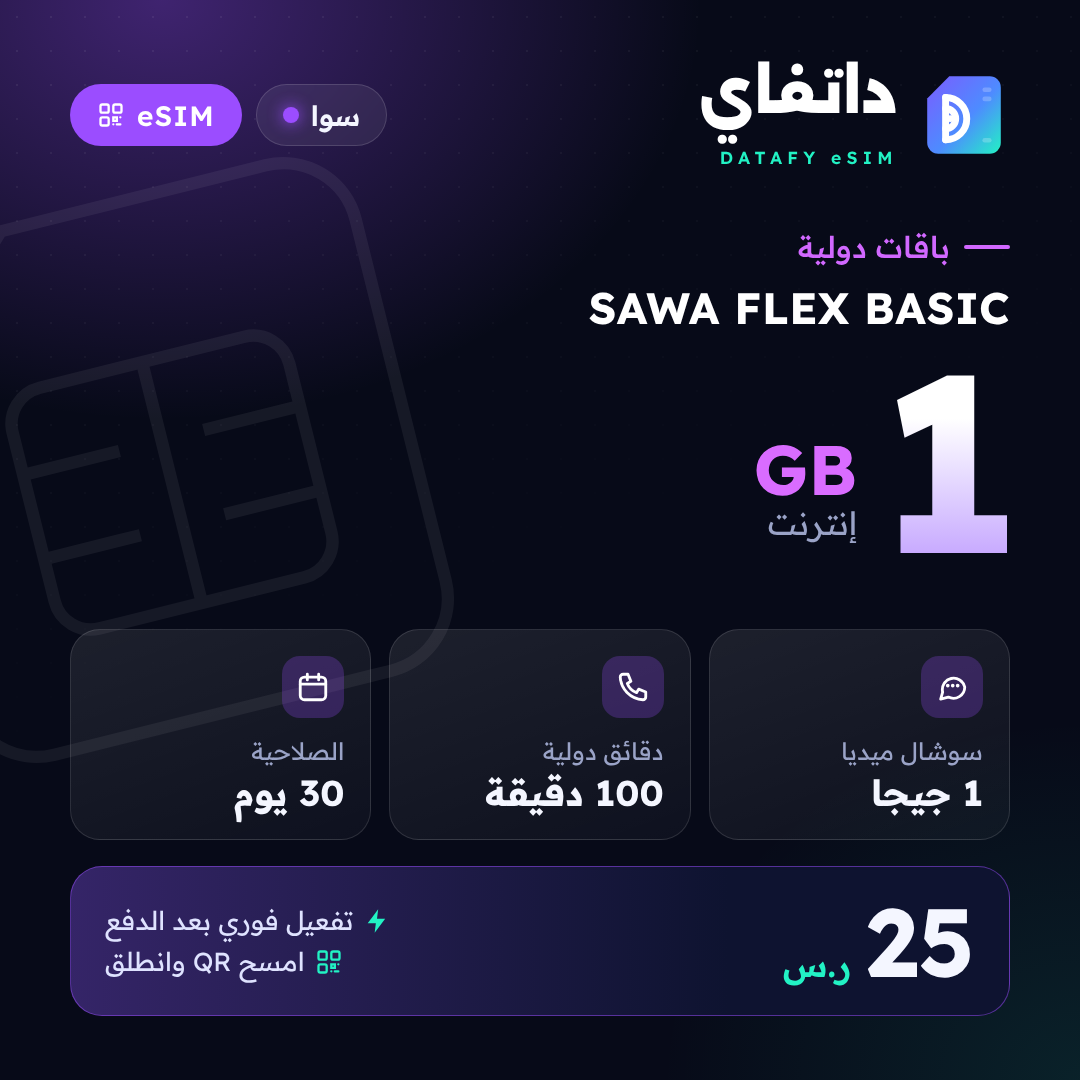 داتفاي
DATAFY eSIM
سوا
eSIM
باقات دولية
SAWA FLEX BASIC
1 GB
إنترنت
سوشال ميديا
1 جيجا
دقائق دولية
100 دقيقة
الصلاحية
30 يوم
25 ر.س
تفعيل فوري بعد الدفع
امسح QR وانطلق